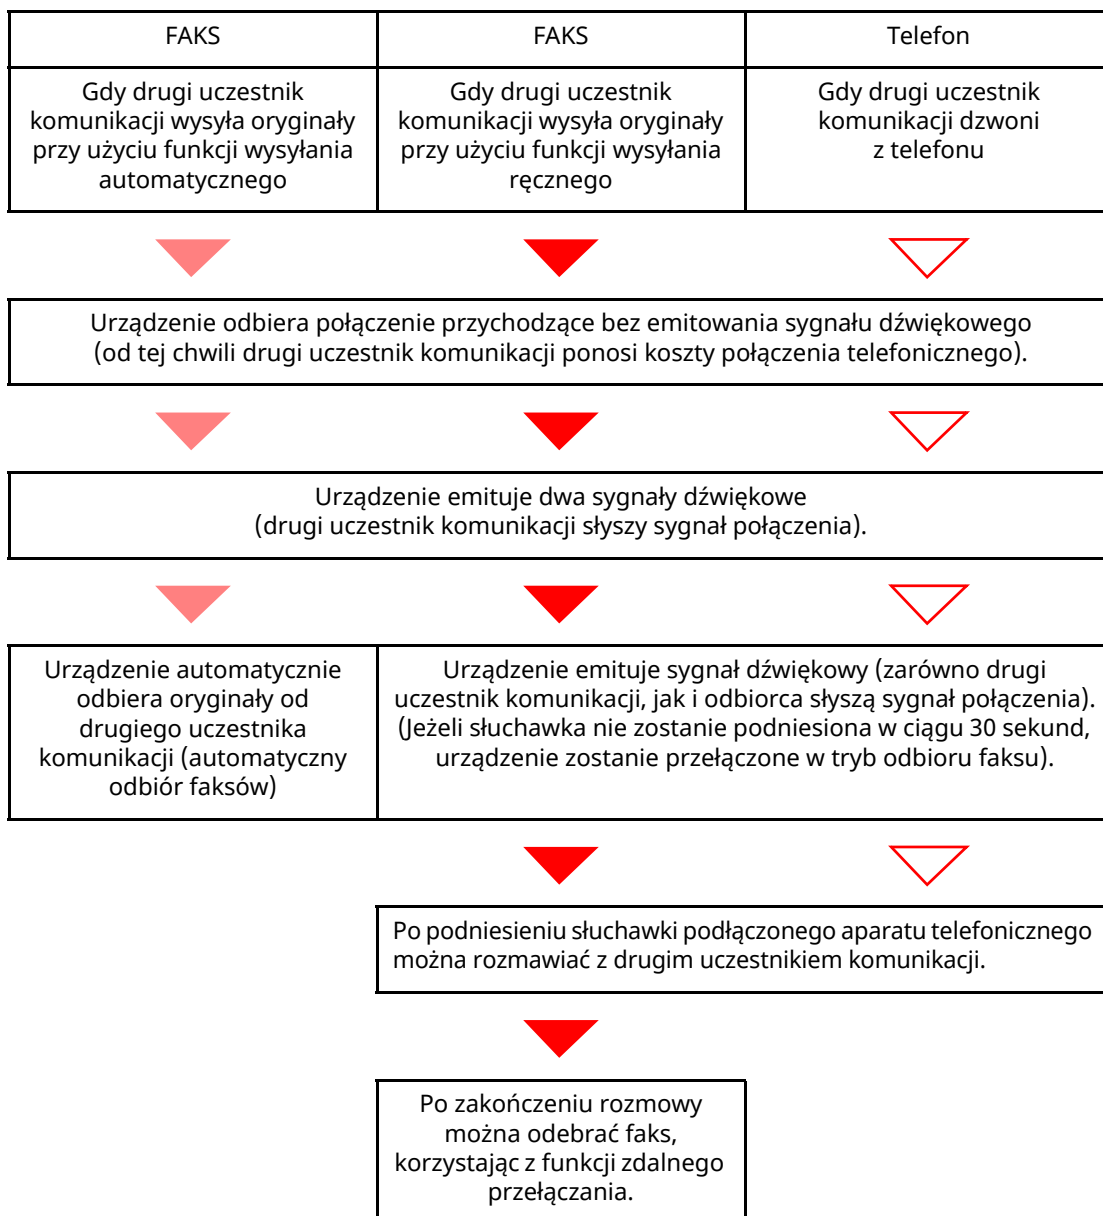 FAKS
FAKS
Telefon
Gdy drugi uczestnik
komunikacji wysyła oryginały
przy użyciu funkcji wysyłania
automatycznego
Gdy drugi uczestnik
komunikacji wysyła oryginały
przy użyciu funkcji wysyłania
ręcznego
Gdy drugi uczestnik
komunikacji dzwoni
z telefonu
Urządzenie odbiera połączenie przychodzące bez emitowania sygnału dźwiękowego
(od tej chwili drugi uczestnik komunikacji ponosi koszty połączenia telefonicznego).
Urządzenie emituje dwa sygnały dźwiękowe
(drugi uczestnik komunikacji słyszy sygnał połączenia).
Urządzenie automatycznie
odbiera oryginały od
drugiego uczestnika
komunikacji (automatyczny
odbiór faksów)
Urządzenie emituje sygnał dźwiękowy (zarówno drugi
uczestnik komunikacji, jak i odbiorca słyszą sygnał połączenia).
(Jeżeli słuchawka nie zostanie podniesiona w ciągu 30 sekund,
urządzenie zostanie przełączone w tryb odbioru faksu).
Po podniesieniu słuchawki podłączonego aparatu telefonicznego
można rozmawiać z drugim uczestnikiem komunikacji.
Po zakończeniu rozmowy
można odebrać faks,
korzystając z funkcji zdalnego
przełączania.